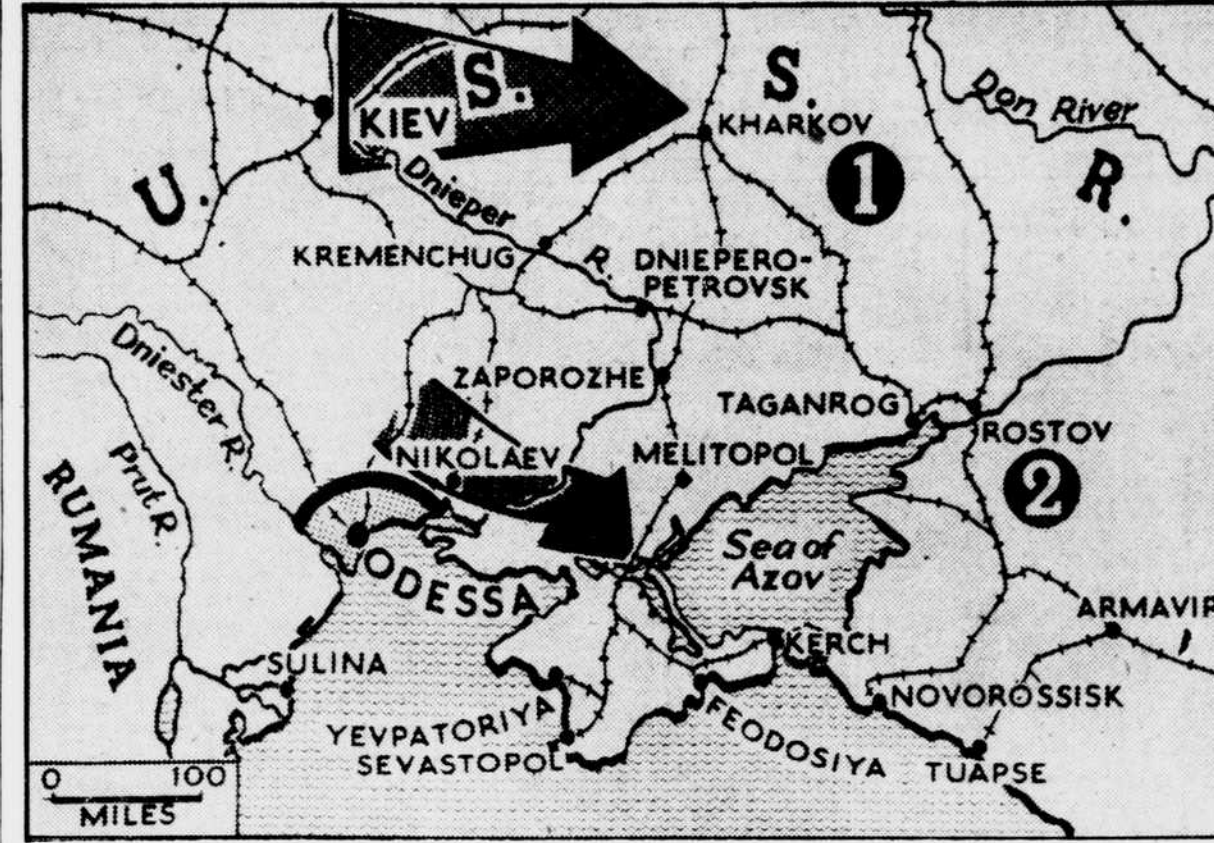 U.
S.
S.
R.
KIEV
KHARKOV
Don River
1
Dnieper
R.
KREMENCHUG
DNIEPERO-
PETROVSK
Dniester R.
ZAPOROZHE
TAGANROG
ROSTOV
Prut R.
NIKOLAEV
MELITOPOL
2
RUMANIA
ODESSA
Sea of
Azov
ARMAVIR
KERCH
SULINA
NOVOROSSISK
YEVPATORIYA
SEVASTOPOL
FEODOSIYA
TUAPSE
0 100
MILES